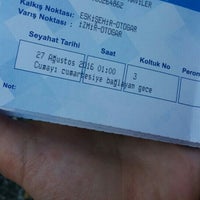 Kalkış Noktası: ESKİŞEHİR-OTOGAR
Varış Noktası: İZMİR-OTOGAR
Seyahat Tarihi Saat Koltuk No Peron
27 Ağustos 2016 01:00 3
Cumayı cumartesiye bağlayan gece
Not: